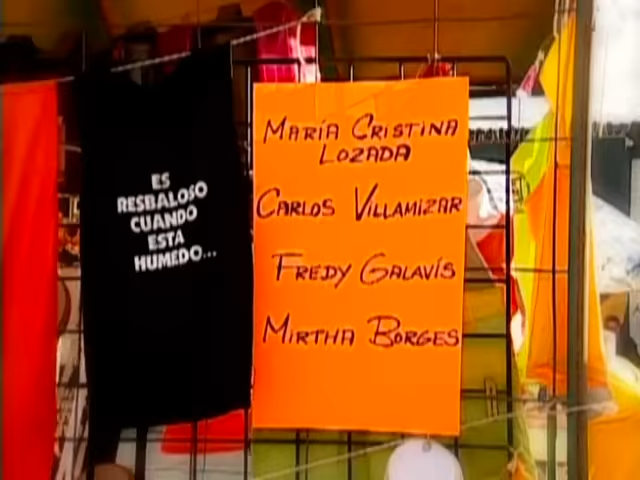 ES
RESBALOSO
CUANDO
ESTA
HUMEDO...
MARÍA CRISTINA
LOZADA
CARLOS VILLAMIZAR
FREDY GALAVÍS
MIRTHA BORGES